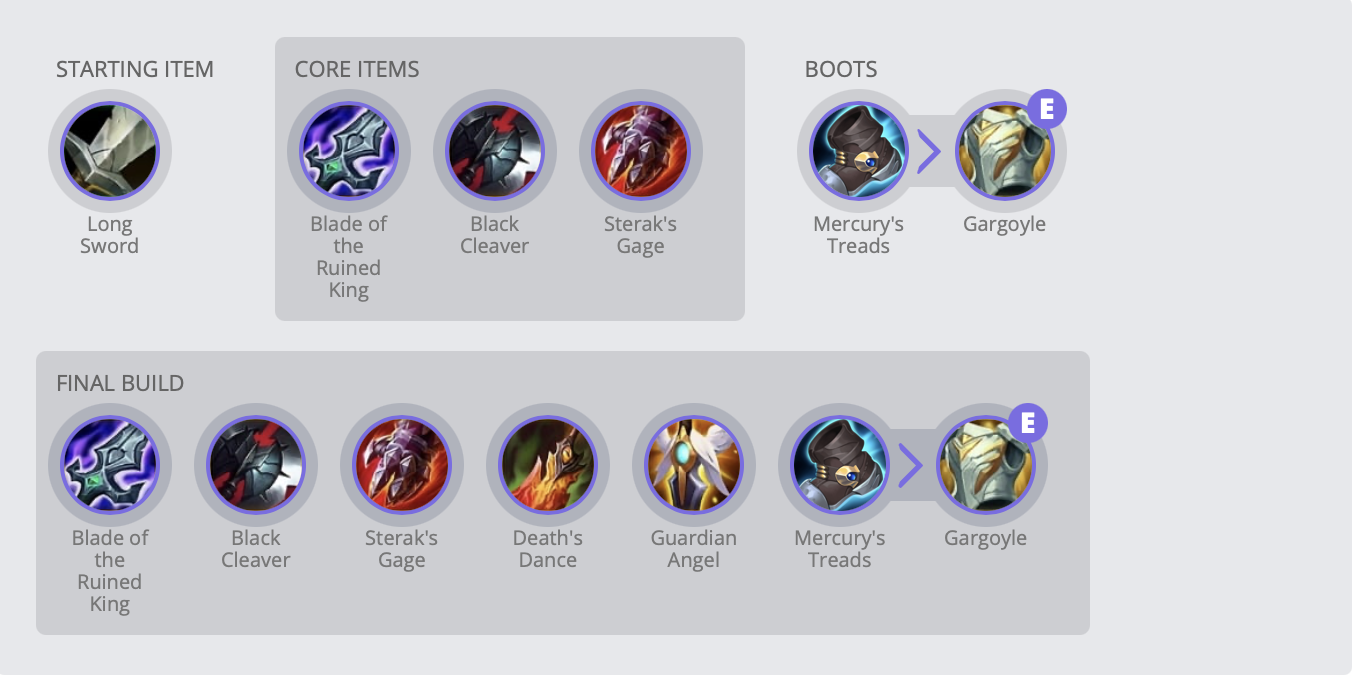 STARTING ITEM
Long
Sword
CORE ITEMS
Blade of
the
Ruined
King
Black
Cleaver
Sterak's
Gage
BOOTS
Mercury's
Treads
E
Gargoyle
FINAL BUILD
Blade of
the
Ruined
King
Black
Cleaver
Sterak's
Gage
Death's
Dance
Guardian
Angel
Mercury's
Treads
E
Gargoyle